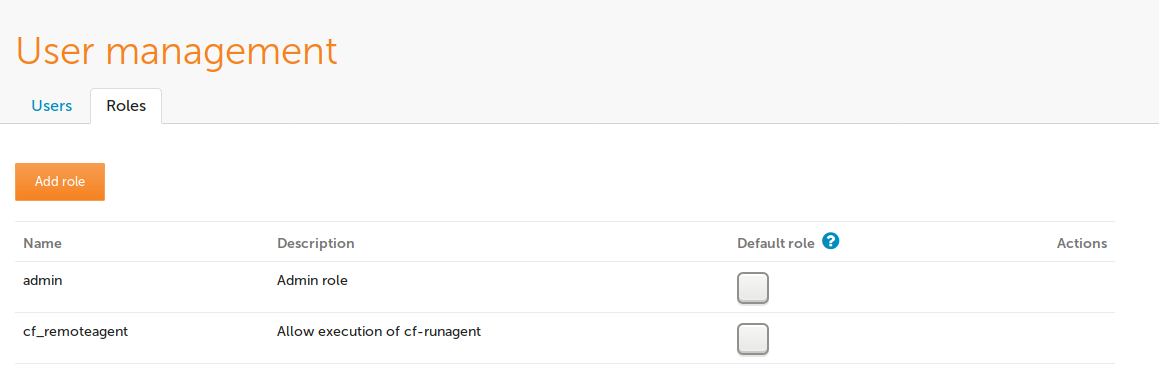 User management
Users Roles
Add role
Name Description Default role ? Actions
admin Admin role
cf_remoteagent Allow execution of cf-runagent